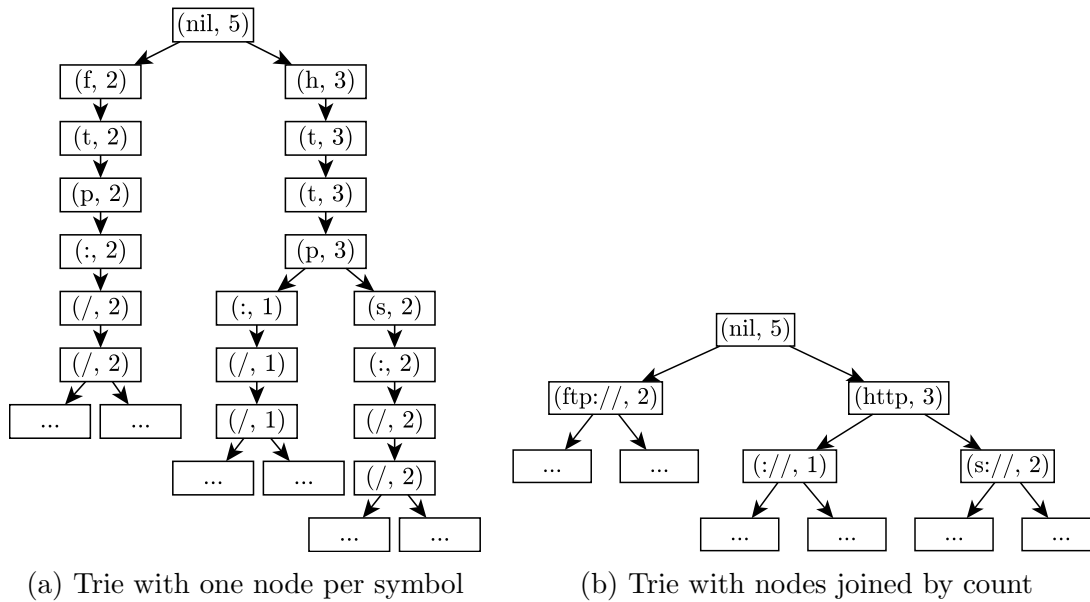 (nil, 5)
(f, 2) (h, 3)
(t, 2) (t, 3)
(p, 2) (t, 3)
(:, 2) (p, 3)
(/, 2) (:, 1) (s, 2)
(/, 2) (/, 1) (:, 2)
... ... (/, 1) (/, 2)
... ... (/, 2)
... ...
(a) Trie with one node per symbol
(nil, 5)
(ftp://, 2) (http, 3)
... ... (://, 1) (s://, 2)
... ... ... ...
(b) Trie with nodes joined by count